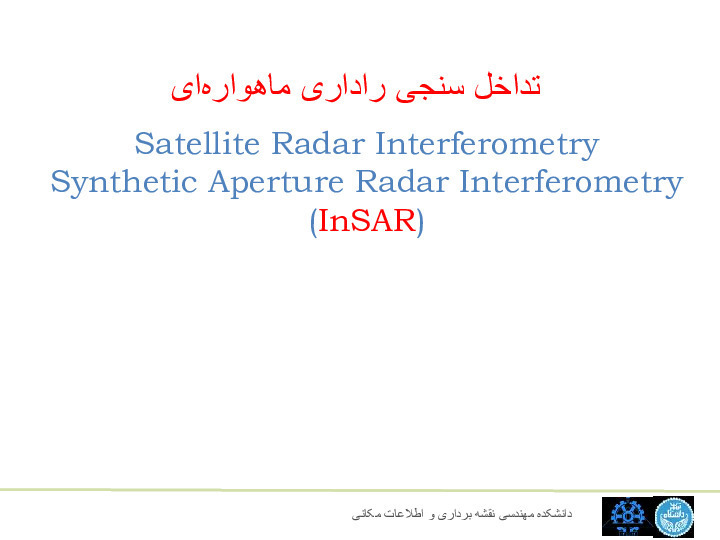 تداخل سنجی راداری ماهواره‌ای
Satellite Radar Interferometry
Synthetic Aperture Radar Interferometry
(InSAR)
دانشکده مهندسی نقشه برداری و اطلاعات مکانی